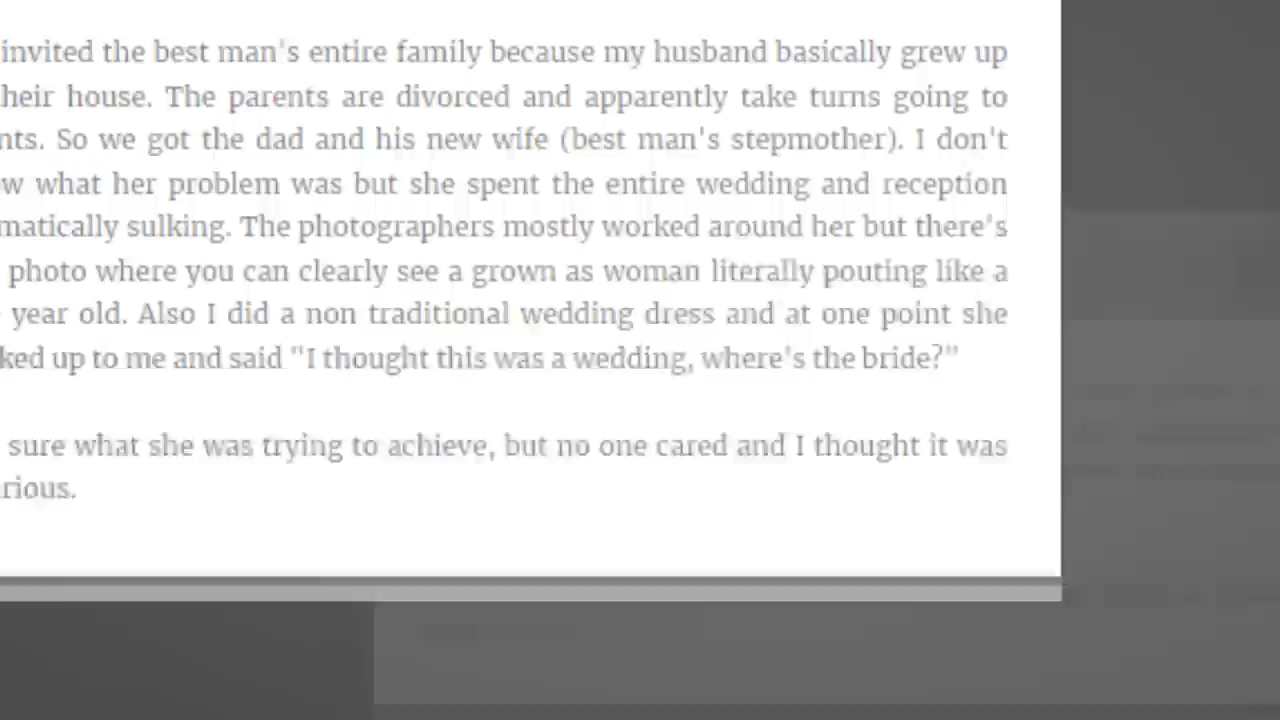 invited the best man's entire family because my husband basically grew up
heir house. The parents are divorced and apparently take turns going to
nts. So we got the dad and his new wife (best man's stepmother). I don't
w what her problem was but she spent the entire wedding and reception
matically sulking. The photographers mostly worked around her but there's
photo where you can clearly see a grown as woman literally pouting like a
year old. Also I did a non traditional wedding dress and at one point she
ked up to me and said "I thought this was a wedding, where's the bride?"
sure what she was trying to achieve, but no one cared and I thought it was
rious.